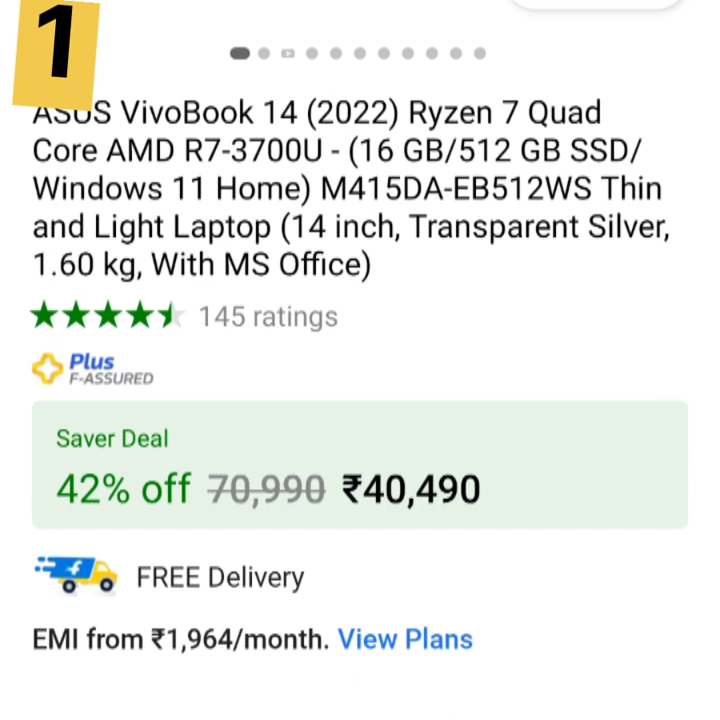 1
ASUS VivoBook 14 (2022) Ryzen 7 Quad
Core AMD R7-3700U - (16 GB/512 GB SSD/
Windows 11 Home) M415DA-EB512WS Thin
and Light Laptop (14 inch, Transparent Silver,
1.60 kg, With MS Office)
145 ratings
Plus
F-ASSURED
Saver Deal
42% off 70,990 ₹40,490
f FREE Delivery
EMI from ₹1,964/month. View Plans